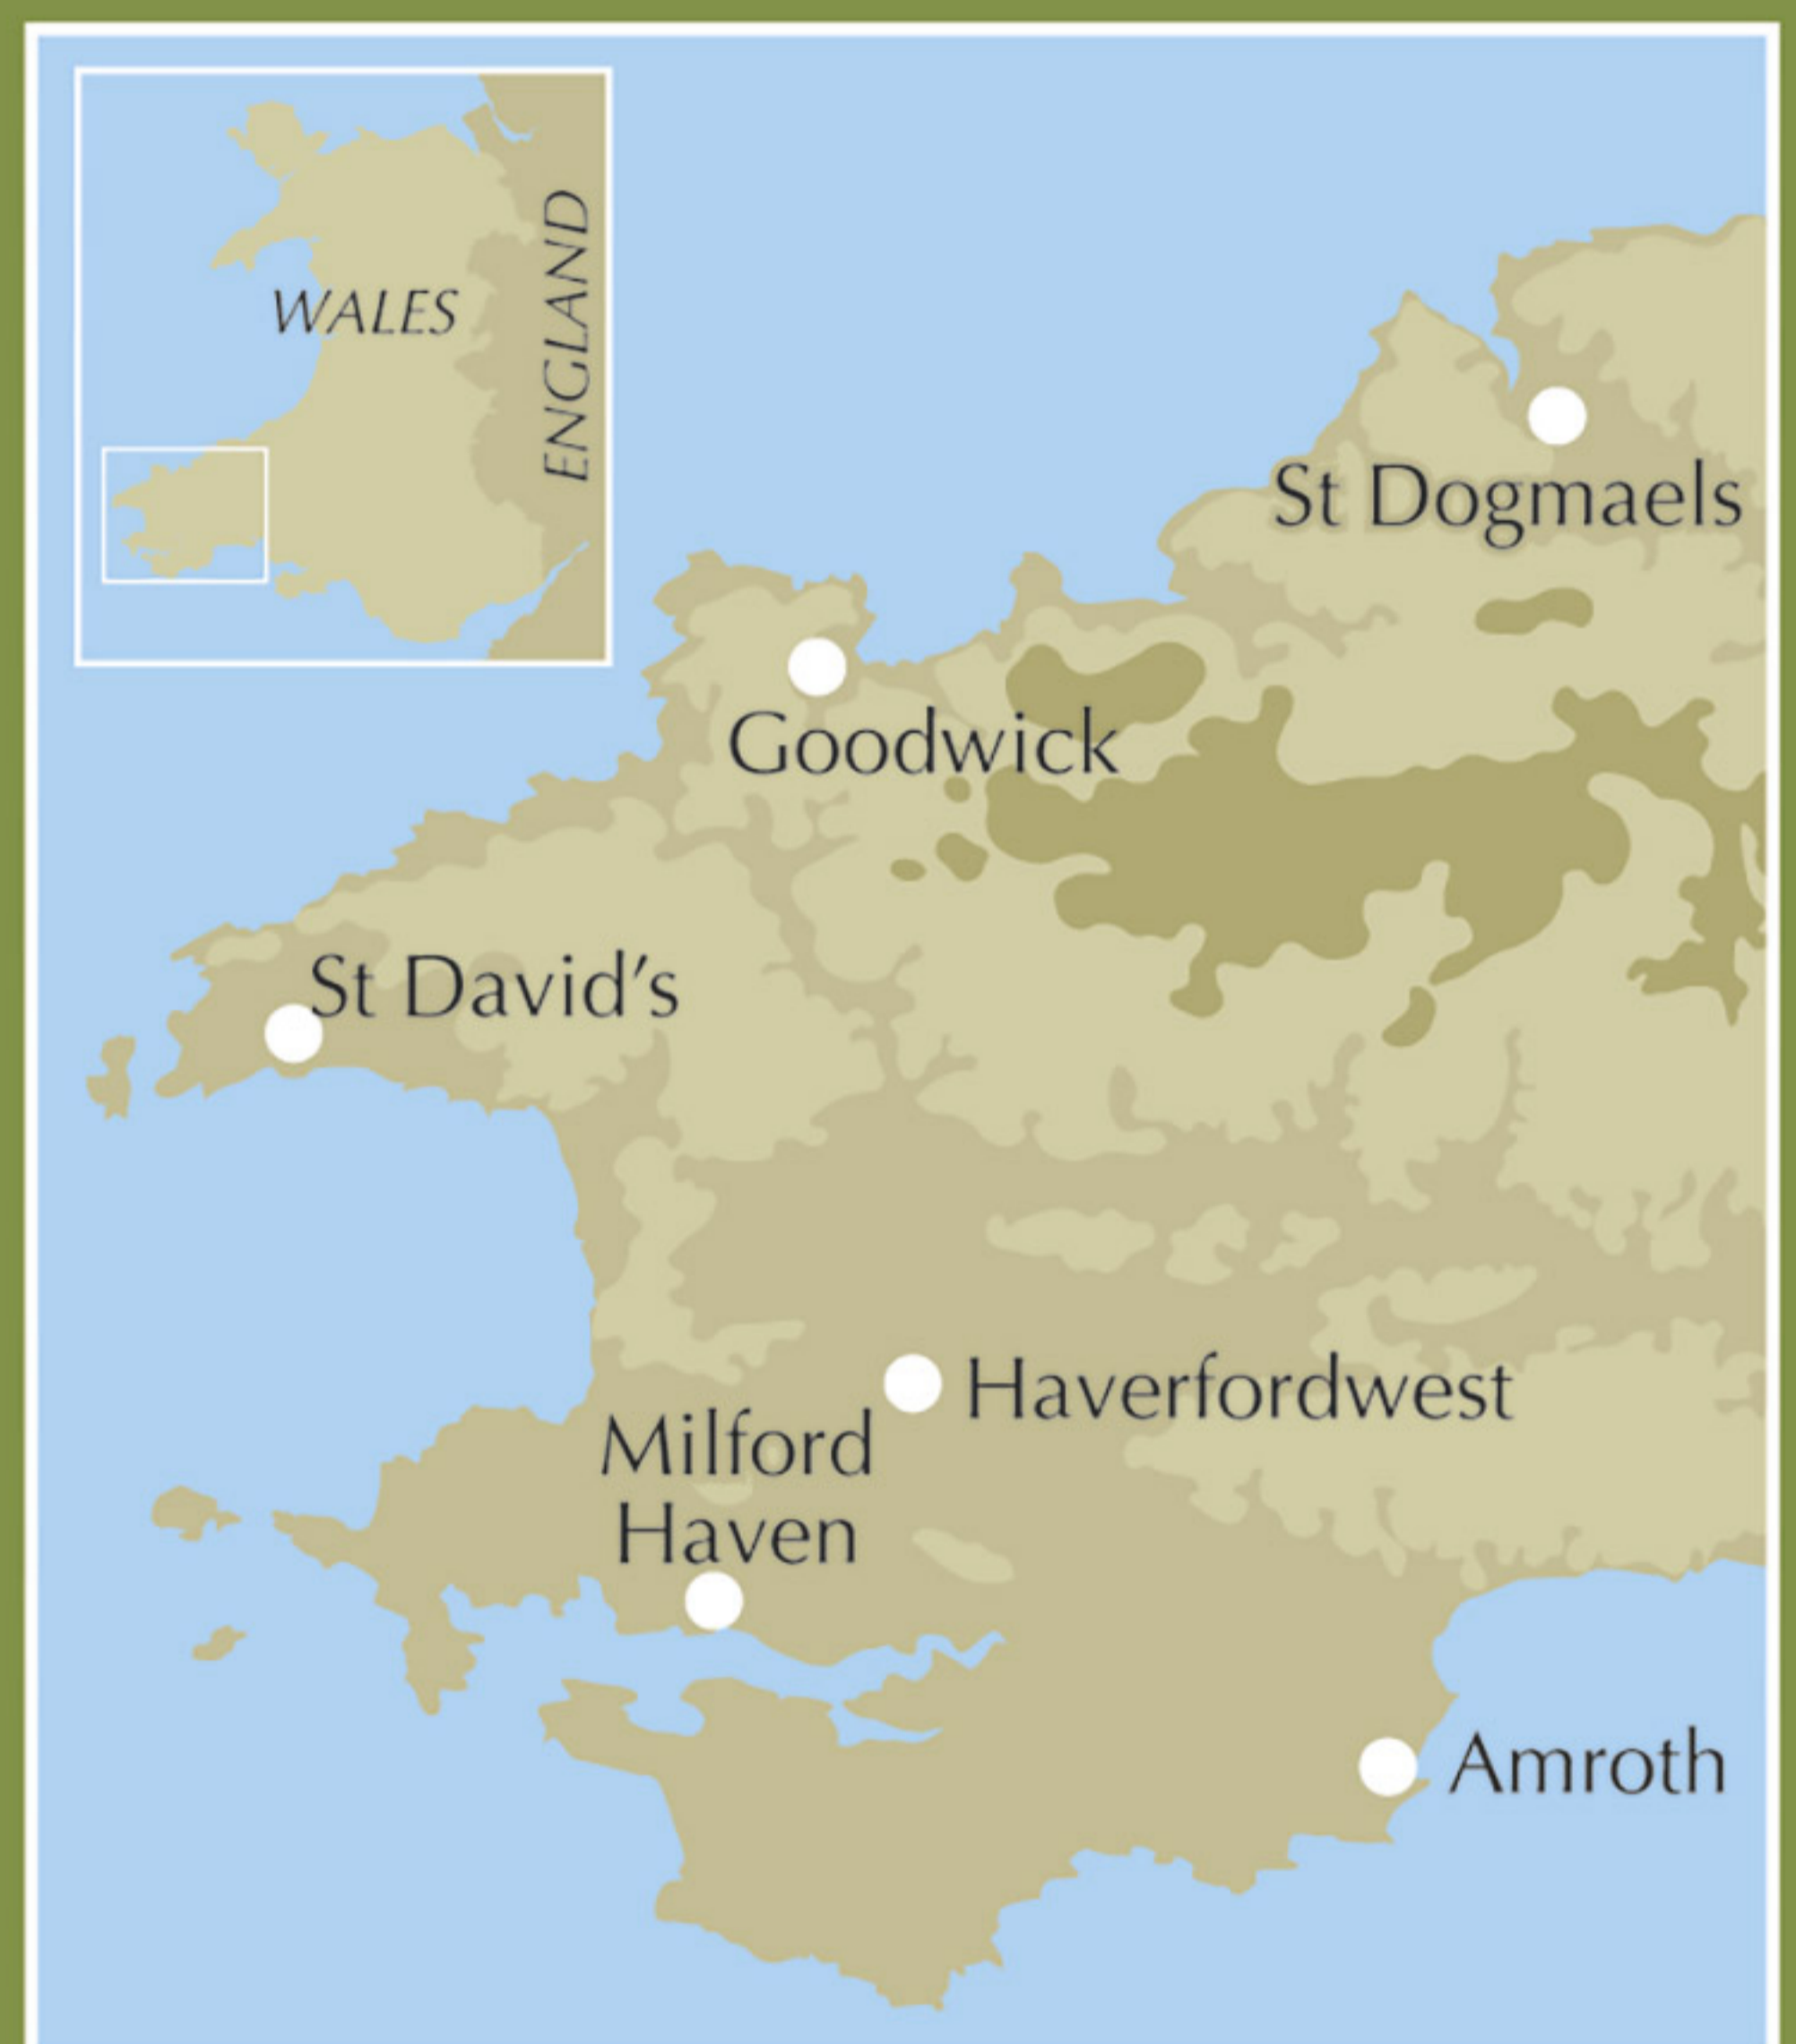 WALES
ENGLAND
St Dogmaels
Goodwick
St David's
Haverfordwest
Milford
Haven
Amroth